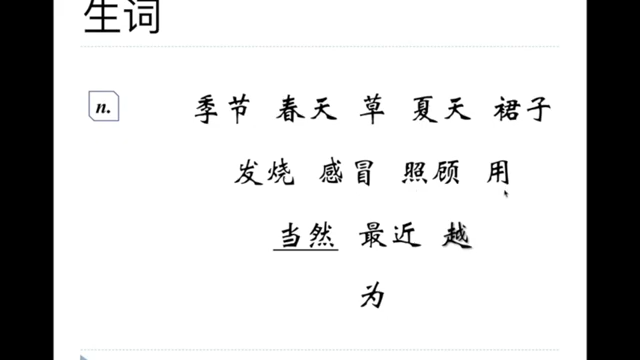 生词
n. 季节 春天 草 夏天 裙子
发烧 感冒 照顾 用
当然 最近 越
为